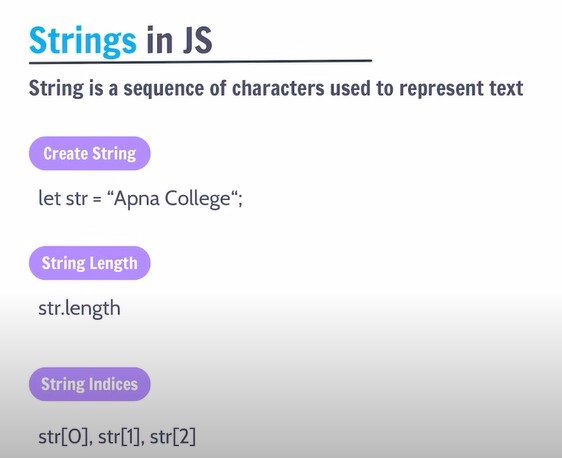 Strings in JS
String is a sequence of characters used to represent text
Create String
let str = “Apna College“;
String Length
str.length
String Indices
str[0], str[1], str[2]